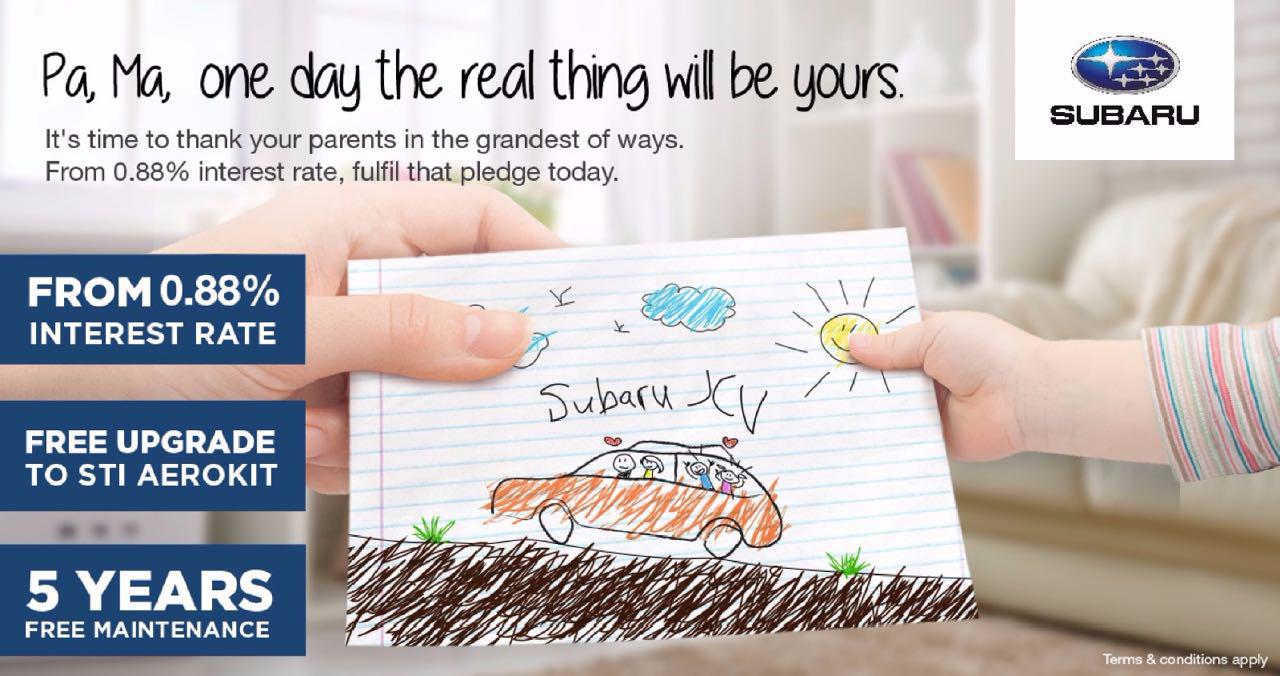 Pa, Ma, one day the real thing will be yours.
It's time to thank your parents in the grandest of ways.
From 0.88% interest rate, fulfil that pledge today.
SUBARU
FROM 0.88%
INTEREST RATE
FREE UPGRADE
TO STI AEROKIT
5 YEARS
FREE MAINTENANCE
Subaru XV
Terms & conditions apply